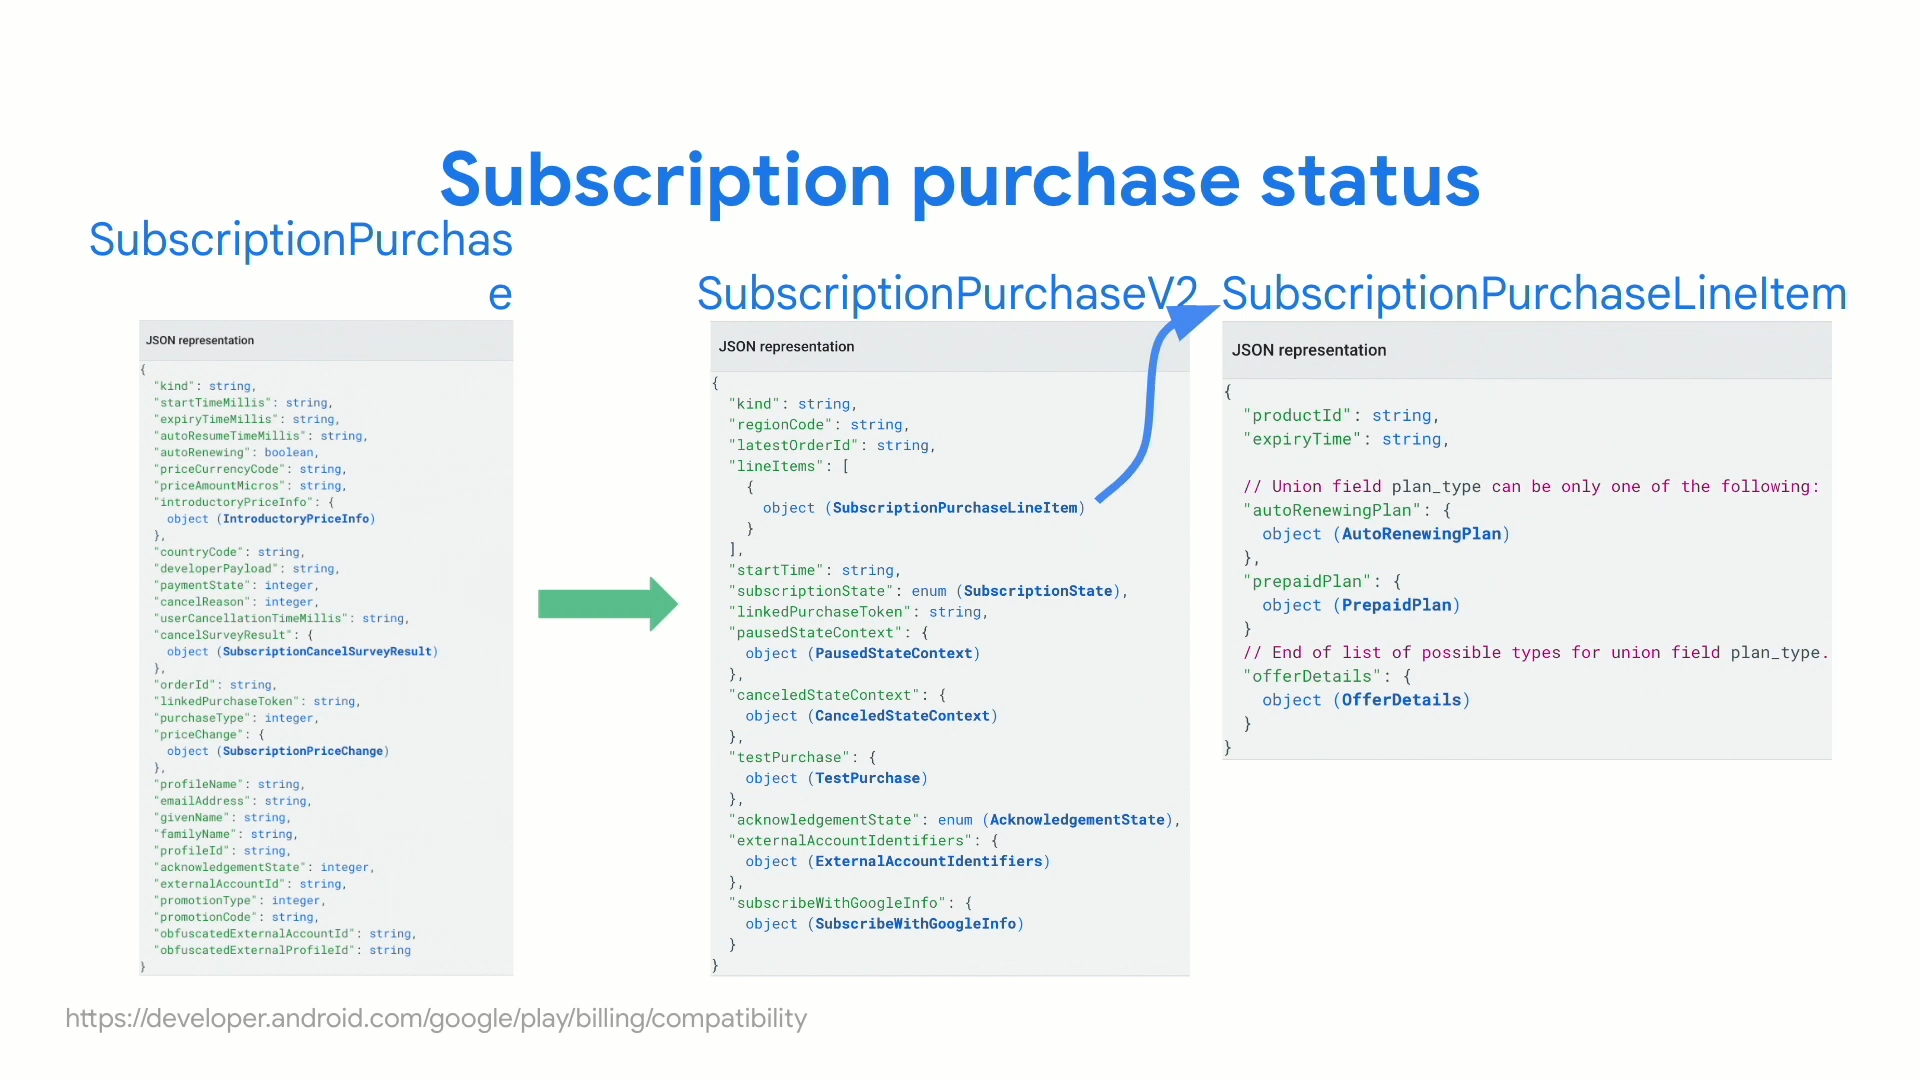 Subscription purchase status
SubscriptionPurchas
e
JSON representation
{
"kind": string,
"startTimeMillis": string,
"expiryTimeMillis": string,
"autoResumeTimeMillis": string,
"autoRenewing": boolean,
"priceCurrencyCode": string,
"priceAmountMicros": string,
"introductoryPriceInfo": {
object (IntroductoryPriceInfo)
},
"countryCode": string,
"developerPayload": string,
"paymentState": integer,
"cancelReason": integer,
"userCancellationTimeMillis": string,
"cancelSurveyResult": {
object (SubscriptionCancelSurveyResult)
},
"orderId": string,
"linkedPurchaseToken": string,
"purchaseType": integer,
"priceChange": {
object (SubscriptionPriceChange)
},
"profileName": string,
"emailAddress": string,
"givenName": string,
"familyName": string,
"profileId": string,
"acknowledgementState": integer,
"externalAccountId": string,
"promotionType": integer,
"promotionCode": string,
"obfuscatedExternalAccountId": string,
"obfuscatedExternalProfileId": string
}
SubscriptionPurchaseV2
JSON representation
{
"kind": string,
"regionCode": string,
"latestOrderId": string,
"lineItems": [
{
object (SubscriptionPurchaseLineItem)
}
],
"startTime": string,
"subscriptionState": enum (SubscriptionState),
"linkedPurchaseToken": string,
"pausedStateContext": {
object (PausedStateContext)
},
"canceledStateContext": {
object (CanceledStateContext)
},
"testPurchase": {
object (TestPurchase)
},
"acknowledgementState": enum (AcknowledgementState),
"externalAccountIdentifiers": {
object (ExternalAccountIdentifiers)
},
"subscribeWithGoogleInfo": {
object (SubscribeWithGoogleInfo)
}
}
SubscriptionPurchaseLineItem
JSON representation
{
"productId": string,
"expiryTime": string,
// Union field plan_type can be only one of the following:
"autoRenewingPlan": {
object (AutoRenewingPlan)
},
"prepaidPlan": {
object (PrepaidPlan)
}
// End of list of possible types for union field plan_type.
"offerDetails": {
object (OfferDetails)
}
}
https://developer.android.com/google/play/billing/compatibility